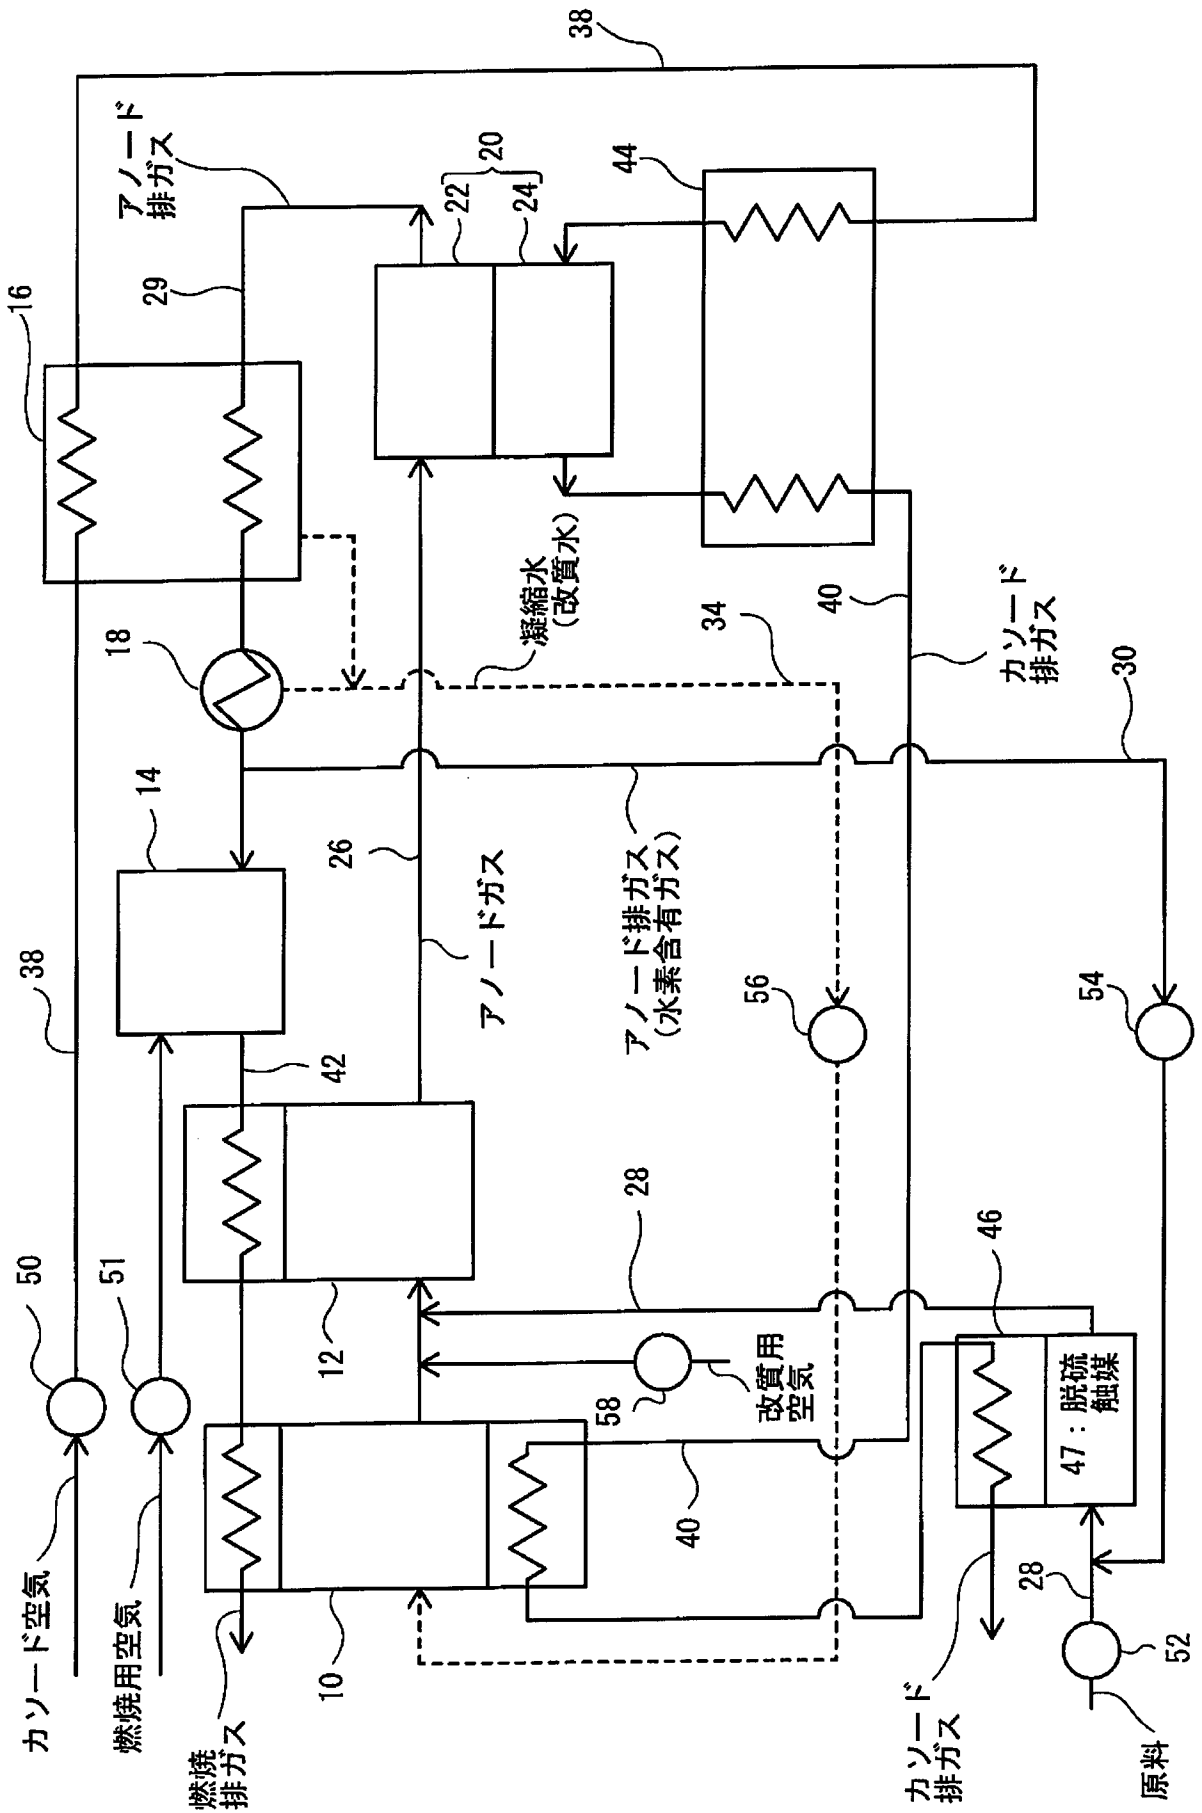 カソード空気
50
38
16
燃焼用空気
51
14
18
29
アノード
排ガス
燃焼
排ガス
10
12
42
26
アノードガス
22
24
20
凝縮水
(改質水)
38
アノード排ガス
(水素含有ガス)
58
28
44
40
改質用
空気
56
34
40
カソード
排ガス
カソード
排ガス
46
28
47：脱硫
触媒
54
30
原料
52